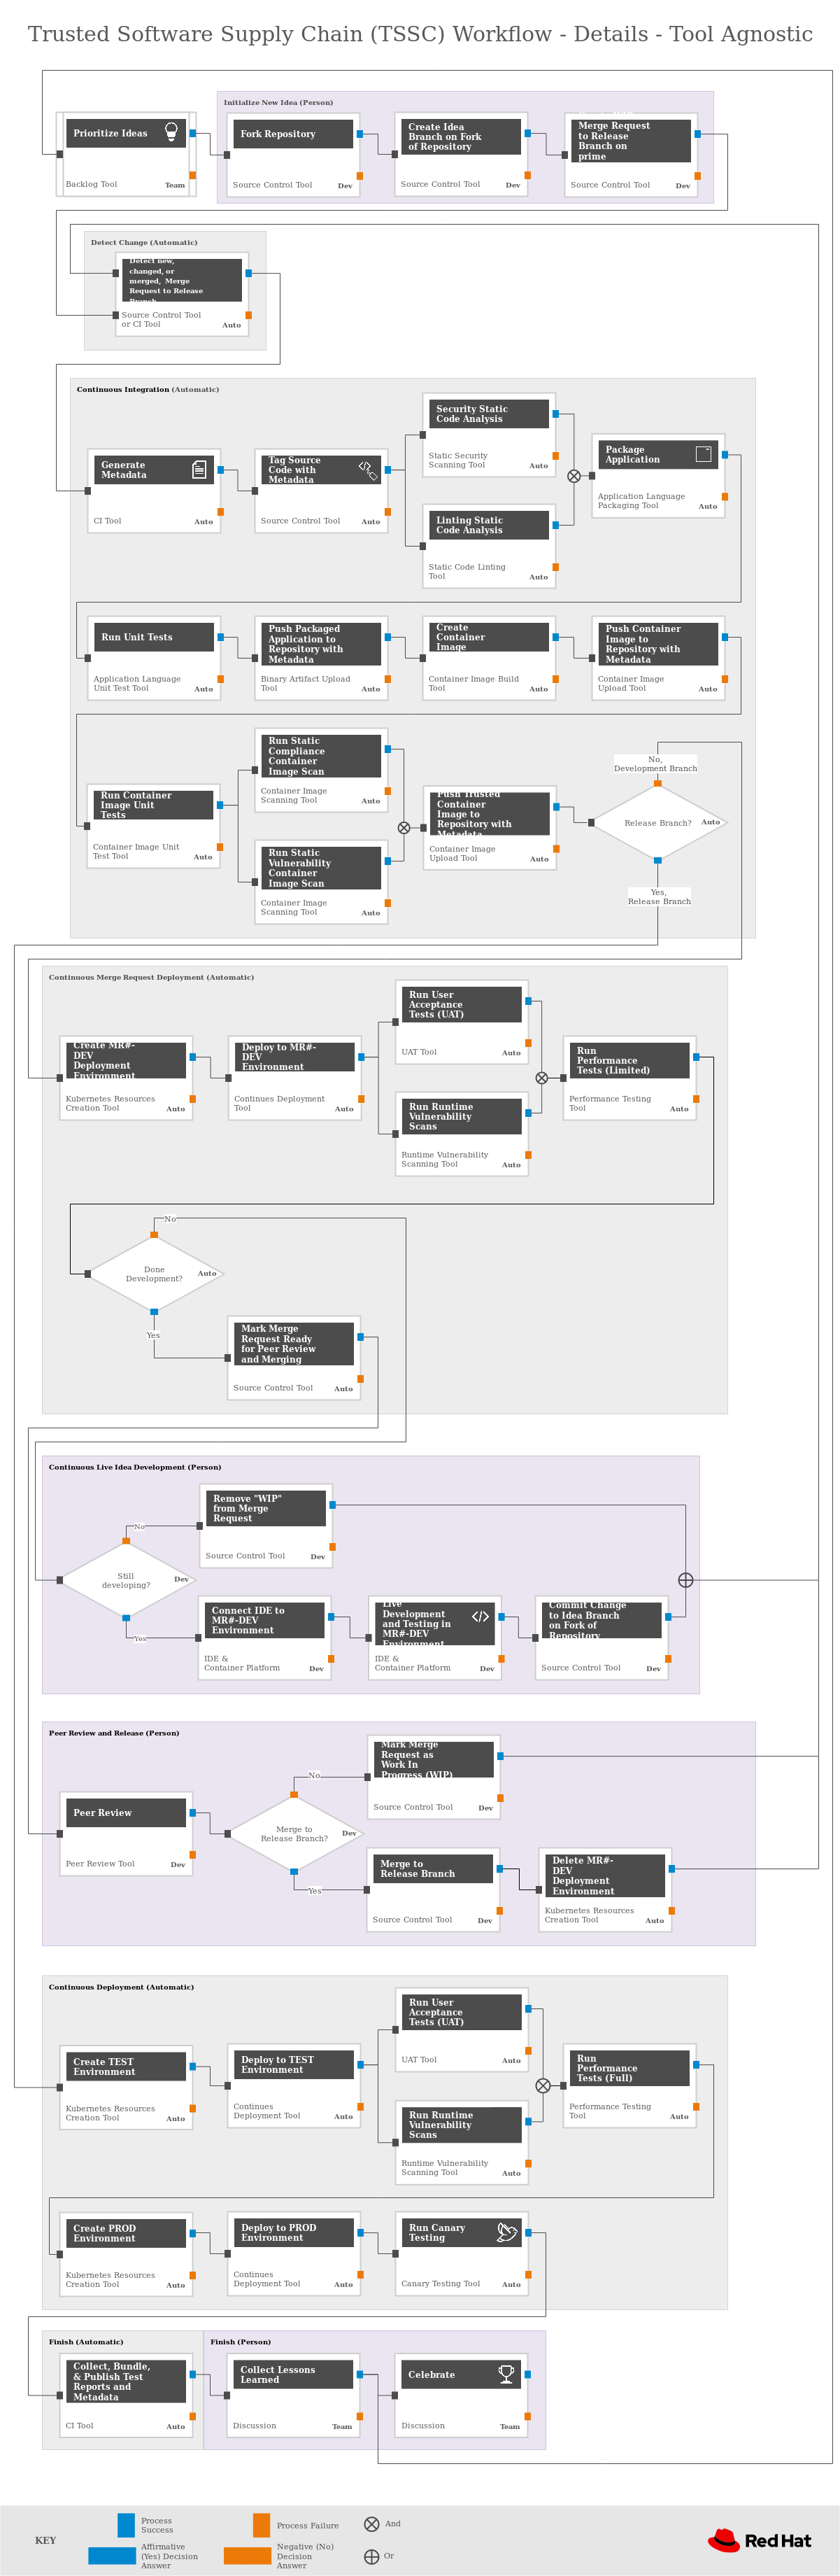 Trusted Software Supply Chain (TSSC) Workflow - Details - Tool Agnostic
Initialize New Idea (Person)
Prioritize Ideas
Backlog Tool
Team
Fork Repository
Source Control Tool
Dev
Create Idea
Branch on Fork
of Repository
Source Control Tool
Dev
Merge Request
to Release
Branch on
prime
Source Control Tool
Dev
Detect Change (Automatic)
Detect new,
changed, or
merged, Merge
Request to Release
Branch
Source Control Tool
or CI Tool
Auto
Continuous Integration (Automatic)
Generate
Metadata
CI Tool
Auto
Tag Source
Code with
Metadata
Source Control Tool
Auto
Security Static
Code Analysis
Static Security
Scanning Tool
Auto
Linting Static
Code Analysis
Static Code Linting
Tool
Auto
Package
Application
Application Language
Packaging Tool
Auto
Run Unit Tests
Application Language
Unit Test Tool
Auto
Push Packaged
Application to
Repository with
Metadata
Binary Artifact Upload
Tool
Auto
Create
Container
Image
Container Image Build
Tool
Auto
Push Container
Image to
Repository with
Metadata
Container Image
Upload Tool
Auto
Run Container
Image Unit
Tests
Container Image Unit
Test Tool
Auto
Run Static
Compliance
Container
Image Scan
Container Image
Scanning Tool
Auto
Run Static
Vulnerability
Container
Image Scan
Container Image
Scanning Tool
Auto
Push Trusted
Container
Image to
Repository with
Metadata
Container Image
Upload Tool
Auto
No,
Development Branch
Release Branch?
Auto
Yes,
Release Branch
Continuous Merge Request Deployment (Automatic)
Create MR#-
DEV
Deployment
Environment
Kubernetes Resources
Creation Tool
Auto
Deploy to MR#-
DEV
Environment
Continues Deployment
Tool
Auto
Run User
Acceptance
Tests (UAT)
UAT Tool
Auto
Run Runtime
Vulnerability
Scans
Runtime Vulnerability
Scanning Tool
Auto
Run
Performance
Tests (Limited)
Performance Testing
Tool
Auto
No
Done
Development?
Auto
Yes
Mark Merge
Request Ready
for Peer Review
and Merging
Source Control Tool
Auto
Continuous Live Idea Development (Person)
Remove "WIP"
from Merge
Request
Source Control Tool
Dev
No
Still
developing?
Dev
Yes
Connect IDE to
MR#-DEV
Environment
IDE &
Container Platform
Dev
Live
Development
and Testing in
MR#-DEV
Environment
IDE &
Container Platform
Dev
Commit Change
to Idea Branch
on Fork of
Repository
Source Control Tool
Dev
Peer Review and Release (Person)
Peer Review
Peer Review Tool
Dev
No
Merge to
Release Branch?
Dev
Yes
Mark Merge
Request as
Work In
Progress (WIP)
Source Control Tool
Dev
Merge to
Release Branch
Source Control Tool
Dev
Delete MR#-
DEV
Deployment
Environment
Kubernetes Resources
Creation Tool
Auto
Continuous Deployment (Automatic)
Create TEST
Environment
Kubernetes Resources
Creation Tool
Auto
Deploy to TEST
Environment
Continues
Deployment Tool
Auto
Run User
Acceptance
Tests (UAT)
UAT Tool
Auto
Run Runtime
Vulnerability
Scans
Runtime Vulnerability
Scanning Tool
Auto
Run
Performance
Tests (Full)
Performance Testing
Tool
Auto
Create PROD
Environment
Kubernetes Resources
Creation Tool
Auto
Deploy to PROD
Environment
Continues
Deployment Tool
Auto
Run Canary
Testing
Canary Testing Tool
Auto
Finish (Automatic)
Collect, Bundle,
& Publish Test
Reports and
Metadata
CI Tool
Auto
Finish (Person)
Collect Lessons
Learned
Discussion
Team
Celebrate
Discussion
Team
KEY
Process
Success
Process Failure
And
Affirmative
(Yes) Decision
Answer
Negative (No)
Decision
Answer
Or
Red Hat